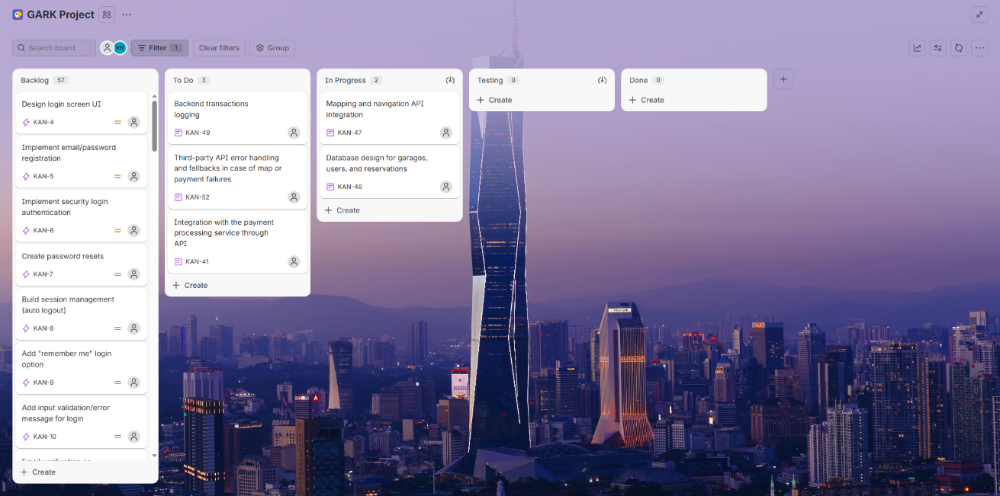 GARK Project
Search board
VN
Filter 1
Clear filters
Group
Backlog 57
Design login screen UI
KAN-4
Implement email/password
registration
KAN-5
Implement security login
authentication
KAN-6
Create password resets
KAN-7
Build session management
(auto logout)
KAN-8
Add "remember me" login
option
KAN-9
Add input validation/error
message for login
KAN-10
Create
To Do 3
Backend transactions
logging
KAN-49
Third-party API error handling
and fallbacks in case of map or
payment failures
KAN-52
Integration with the payment
processing service through
API
KAN-41
Create
In Progress 2
Mapping and navigation API
integration
KAN-47
Database design for garages,
users, and reservations
KAN-48
Create
Testing 0
Create
Done 0
Create
AIA